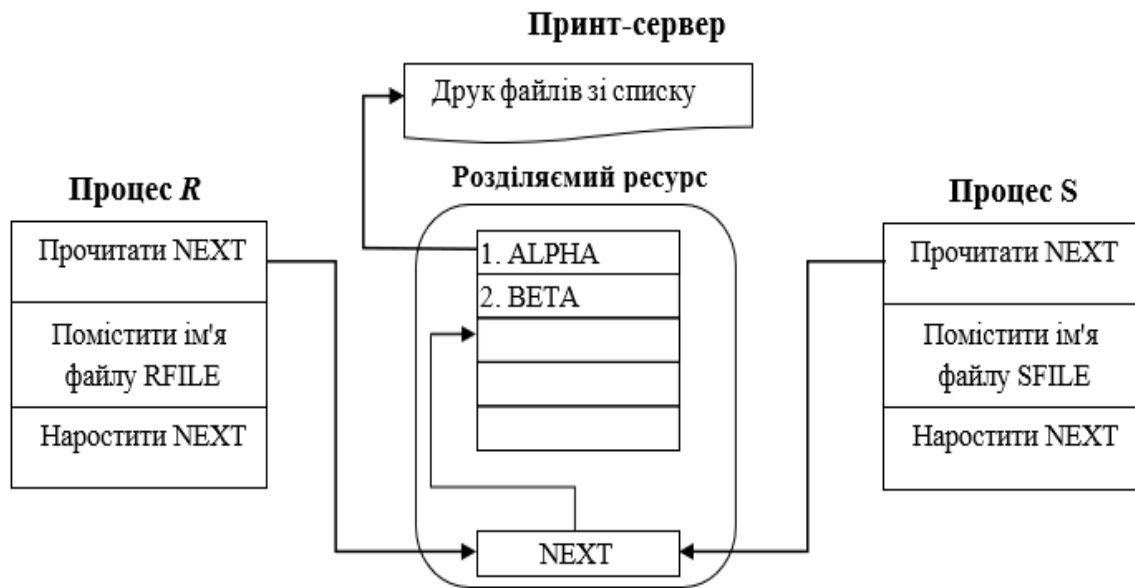 Принт-сервер
Друк файлів зі списку
Розділяємий ресурс
Процес R
Прочитати NEXT
Помістити ім'я
файлу RFILE
Наростити NEXT
1. ALPHA
2. BETA
NEXT
Процес S
Прочитати NEXT
Помістити ім'я
файлу SFILE
Наростити NEXT